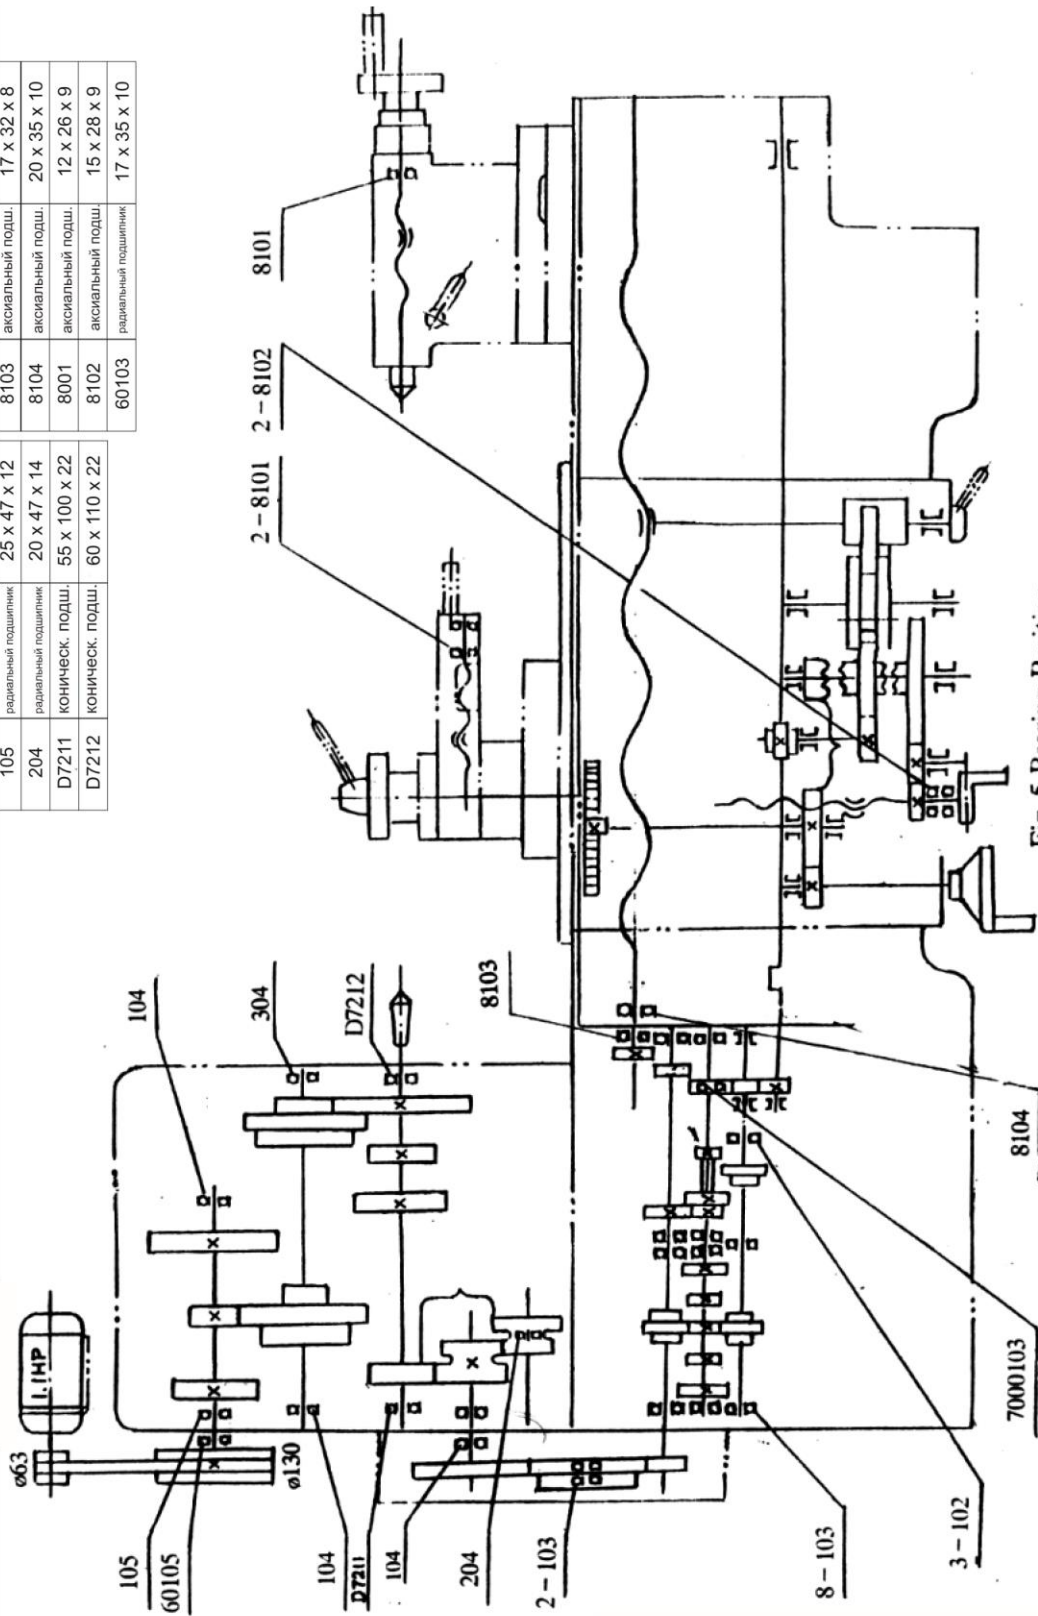 105 радиальный подшипник 25 x 47 x 12
204 радиальный подшипник 20 x 47 x 14
D7211 коническ. подш. 55 x 100 x 22
D7212 коническ. подш. 60 x 110 x 22
8103 аксиальный подш. 17 x 32 x 8
8104 аксиальный подш. 20 x 35 x 10
8001 аксиальный подш. 12 x 26 x 9
8102 аксиальный подш. 15 x 28 x 9
60103 радиальный подшипник 17 x 35 x 10
ø63
1.1HP
105
60105
ø130
104
304
D7212
104
D7211
104
204
2-103
8103
2-8101
2-8102
8101
8-103
3-102
7000103
8104